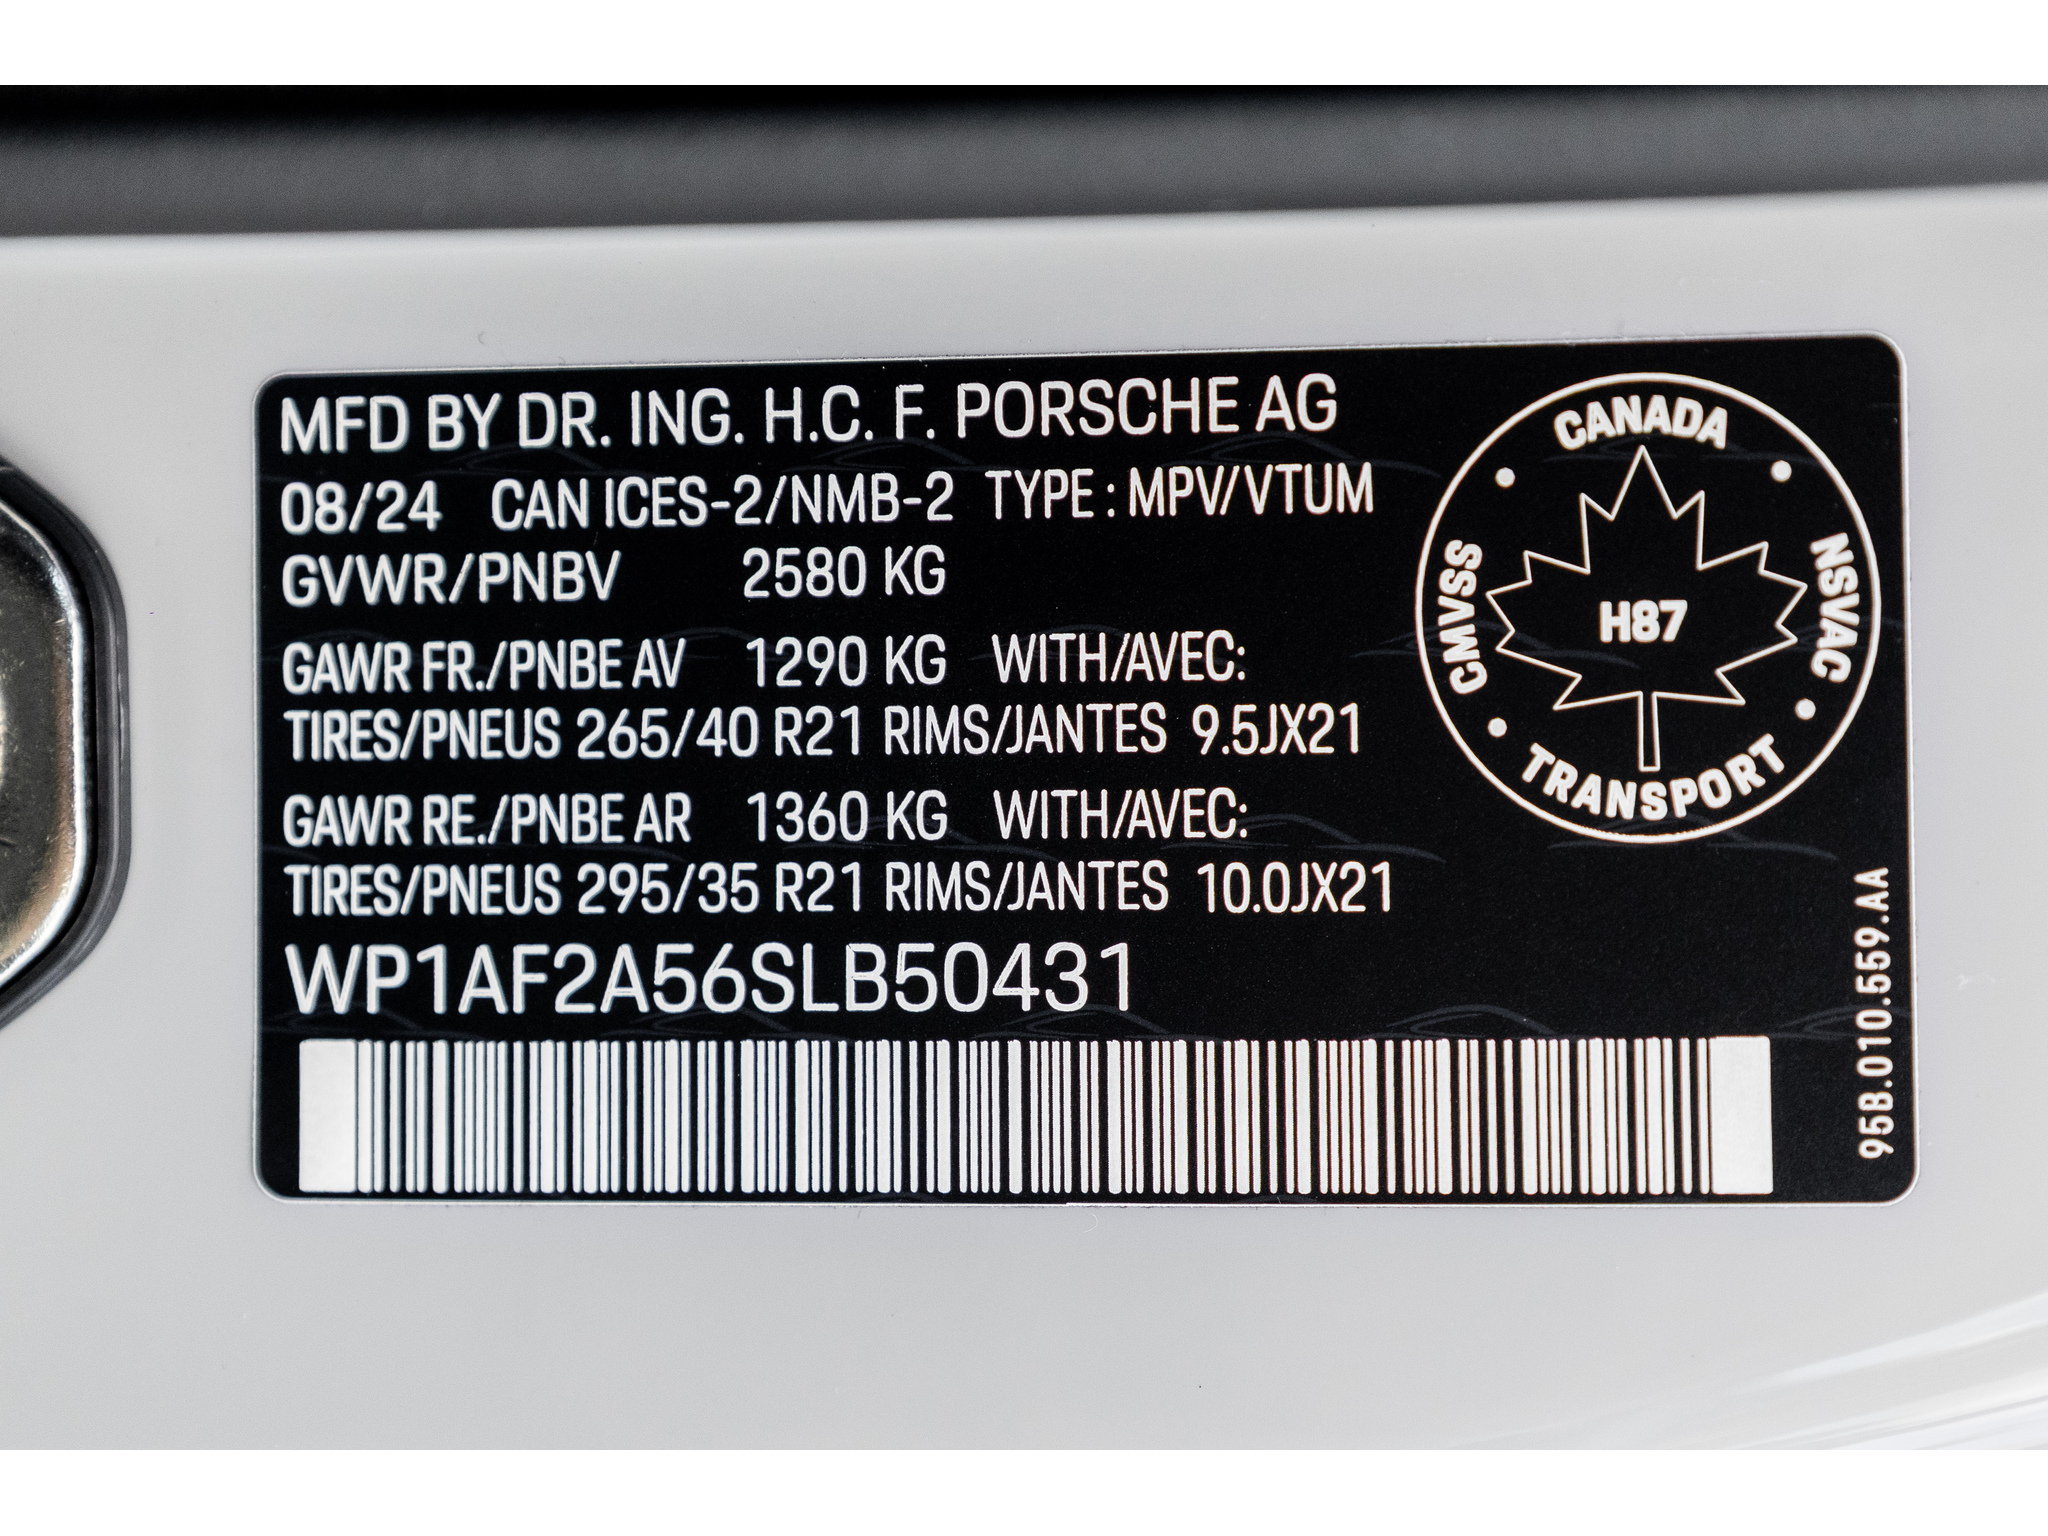 MFD BY DR. ING. H.C. F. PORSCHE AG
08/24 CAN ICES-2/NMB-2 TYPE : MPV/VTUM
GVWR/PNBV 2580 KG
GAWR FR./PNBE AV 1290 KG WITH/AVEC:
TIRES/PNEUS 265/40 R21 RIMS/JANTES 9.5JX21
GAWR RE./PNBE AR 1360 KG WITH/AVEC:
TIRES/PNEUS 295/35 R21 RIMS/JANTES 10.0JX21
WP1AF2A56SLB50431
CANADA
CMVSS
NSVAC
H87
TRANSPORT
95B.010.559.AA